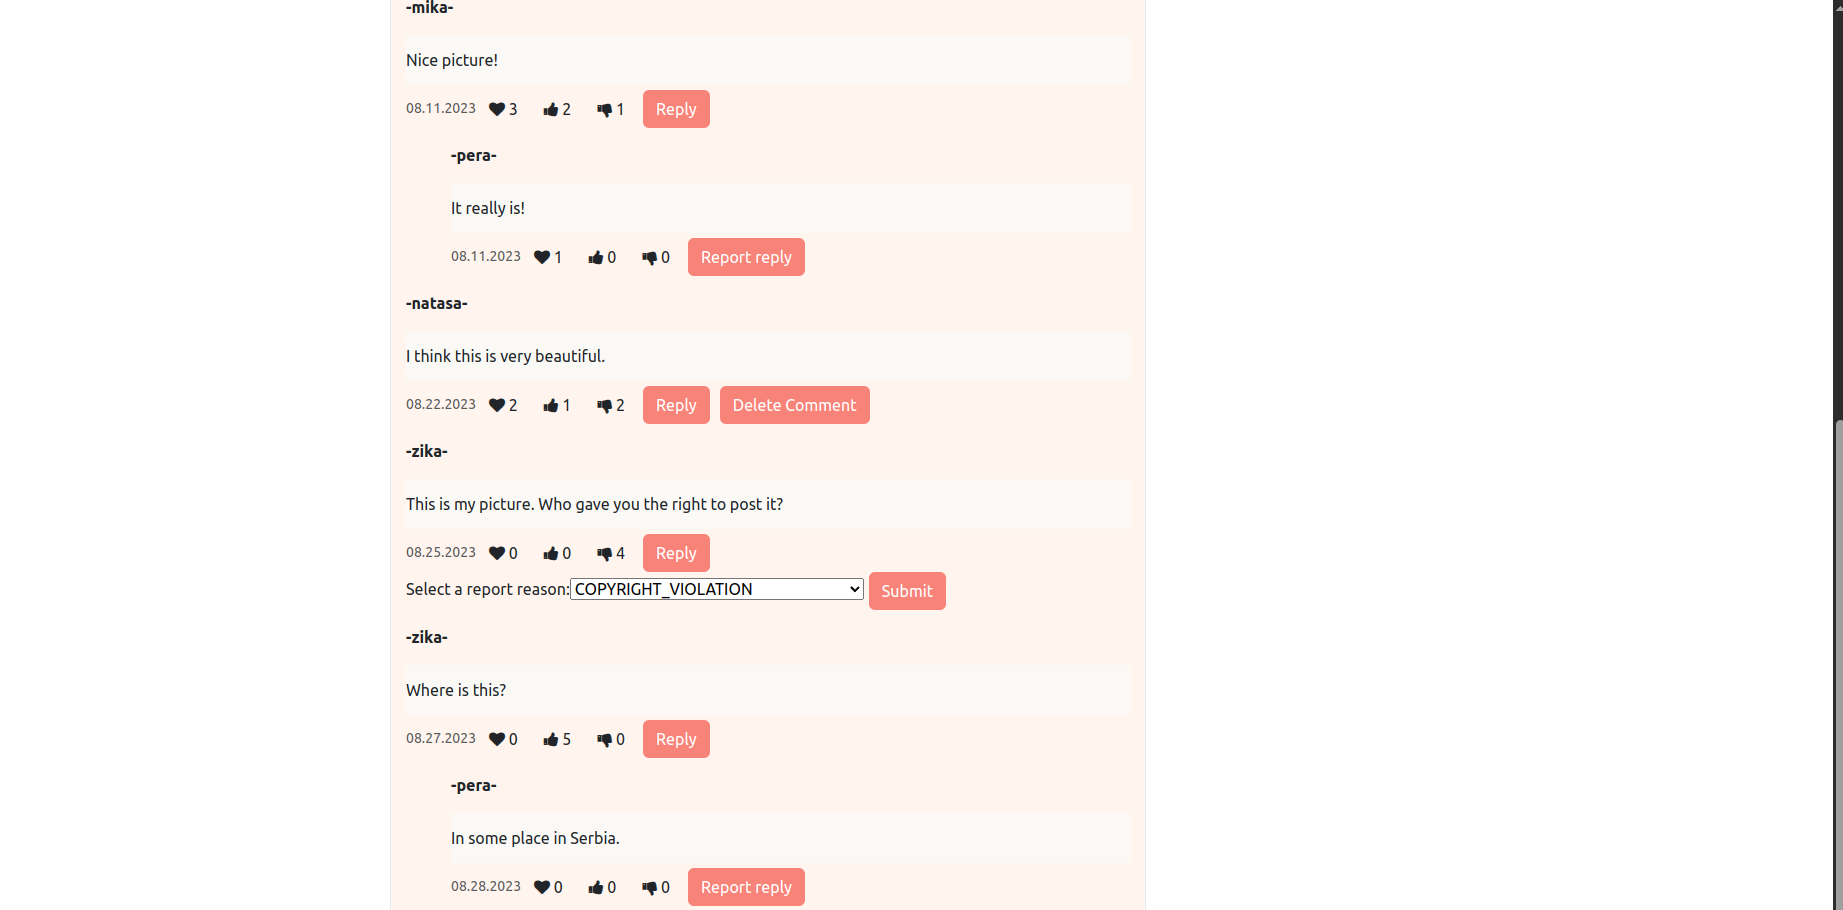 -mika-
Nice picture!
08.11.2023 3 2 1 Reply
-pera-
It really is!
08.11.2023 1 0 0 Report reply
-natasa-
I think this is very beautiful.
08.22.2023 2 1 2 Reply Delete Comment
-zika-
This is my picture. Who gave you the right to post it?
08.25.2023 0 0 4 Reply
Select a report reason: COPYRIGHT_VIOLATION Submit
-zika-
Where is this?
08.27.2023 0 5 0 Reply
-pera-
In some place in Serbia.
08.28.2023 0 0 0 Report reply